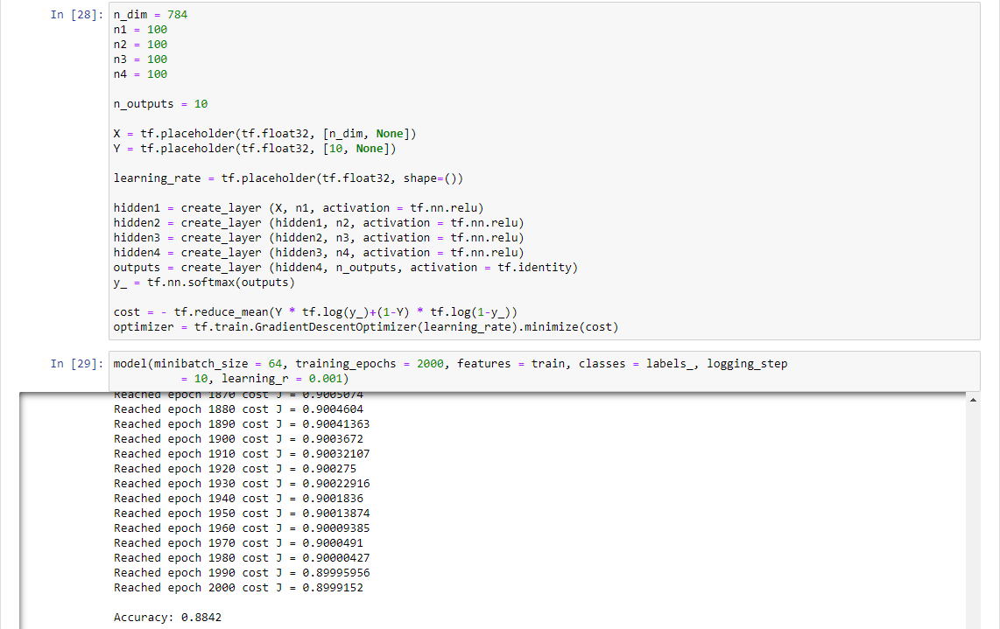 In [28]:
n_dim = 784
n1 = 100
n2 = 100
n3 = 100
n4 = 100
n_outputs = 10
X = tf.placeholder(tf.float32, [n_dim, None])
Y = tf.placeholder(tf.float32, [10, None])
learning_rate = tf.placeholder(tf.float32, shape=())
hidden1 = create_layer (X, n1, activation = tf.nn.relu)
hidden2 = create_layer (hidden1, n2, activation = tf.nn.relu)
hidden3 = create_layer (hidden2, n3, activation = tf.nn.relu)
hidden4 = create_layer (hidden3, n4, activation = tf.nn.relu)
outputs = create_layer (hidden4, n_outputs, activation = tf.identity)
y_ = tf.nn.softmax(outputs)
cost = - tf.reduce_mean(Y * tf.log(y_)+(1-Y) * tf.log(1-y_))
optimizer = tf.train.GradientDescentOptimizer(learning_rate).minimize(cost)
In [29]:
model(minibatch_size = 64, training_epochs = 2000, features = train, classes = labels_, logging_step
= 10, learning_r = 0.001)
Reached epoch 1870 cost J = 0.9005074
Reached epoch 1880 cost J = 0.9004604
Reached epoch 1890 cost J = 0.90041363
Reached epoch 1900 cost J = 0.9003672
Reached epoch 1910 cost J = 0.90032107
Reached epoch 1920 cost J = 0.900275
Reached epoch 1930 cost J = 0.90022916
Reached epoch 1940 cost J = 0.9001836
Reached epoch 1950 cost J = 0.90013874
Reached epoch 1960 cost J = 0.90009385
Reached epoch 1970 cost J = 0.9000491
Reached epoch 1980 cost J = 0.90000427
Reached epoch 1990 cost J = 0.89995956
Reached epoch 2000 cost J = 0.8999152
Accuracy: 0.8842